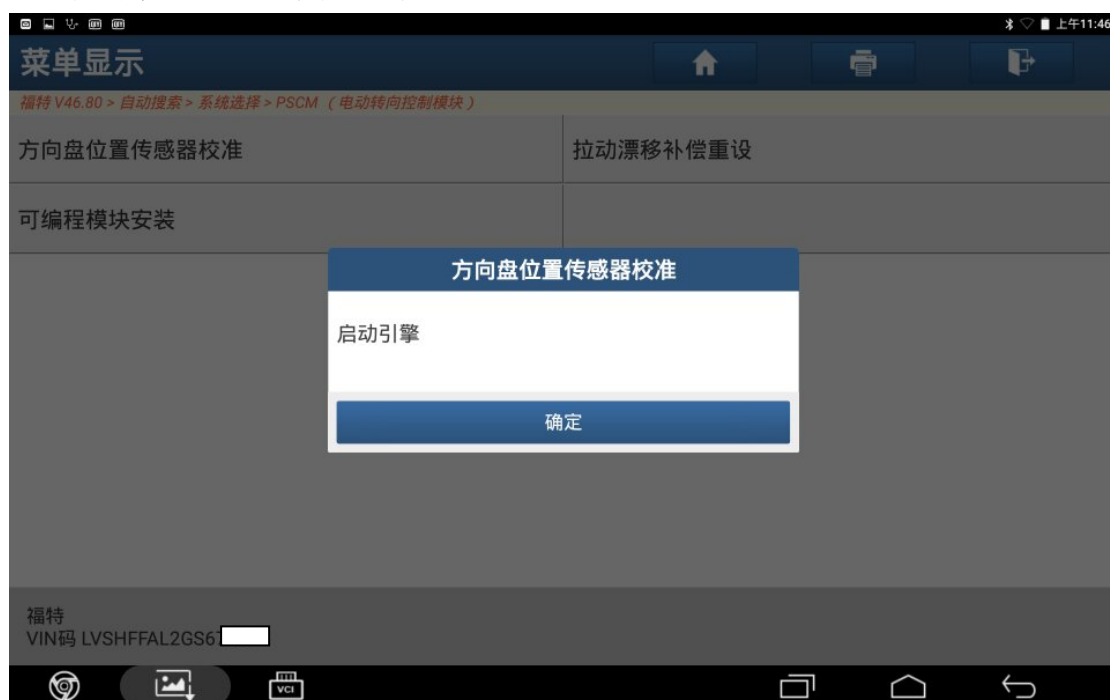 上午11:46
菜单显示
福特 V46.80 > 自动搜索 > 系统选择 > PSCM （电动转向控制模块）
方向盘位置传感器校准
拉动漂移补偿重设
可编程模块安装
方向盘位置传感器校准
启动引擎
确定
福特
VIN码 LVSHFFAL2GS6
VCI